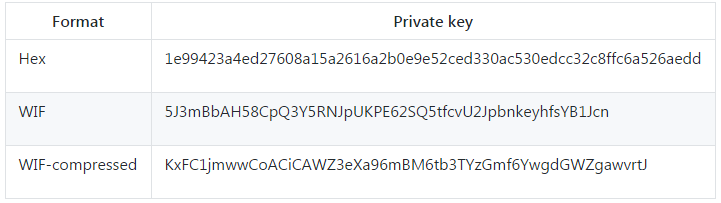 Format Private key
Hex 1e99423a4ed27608a15a2616a2b0e9e52ced330ac530edcc32c8ffc6a526aedd
WIF 5J3mBbAH58CpQ3Y5RNJpUKPE62SQ5tfcvU2JpbnkeyhfsYB1Jcn
WIF-compressed KxFC1jmwwCoACiCAWZ3eXa96mBM6tb3TYzGmf6YwgdGWZgawvrtJ